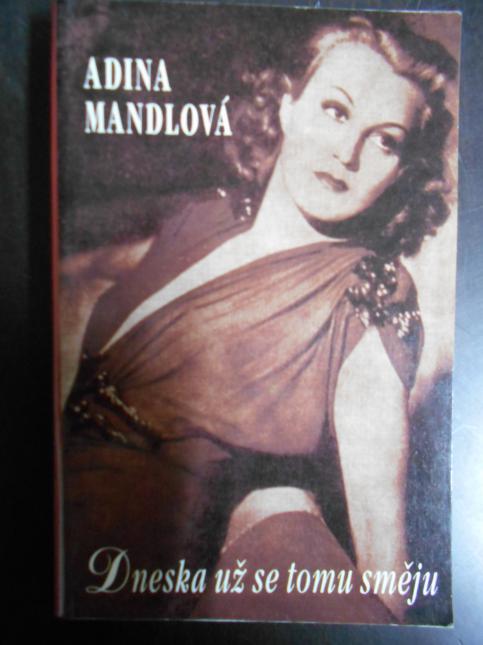 ADINA
MANDLOVÁ
Dneska už se tomu směju